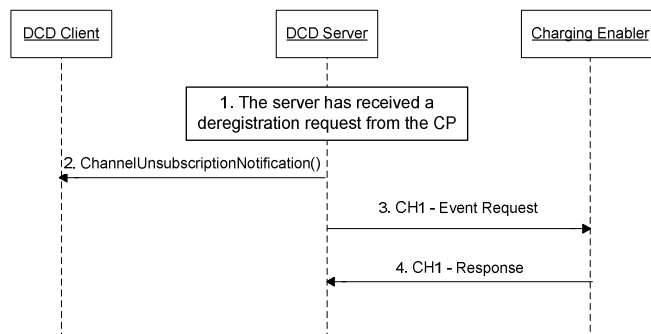 DCD Client
DCD Server
Charging Enabler
1. The server has received a
deregistration request from the CP
2. ChannelUnsubscriptionNotification()
3. CH1 - Event Request
4. CH1 - Response